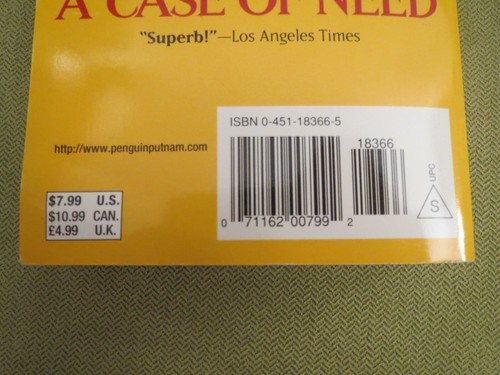 A CASE OF NEED
"Superb!"—Los Angeles Times
ISBN 0-451-18366-5
http://www.penguinputnam.com
18366
UPC
S
$7.99 U.S.
$10.99 CAN.
£4.99 U.K.
0 71162 00799 2